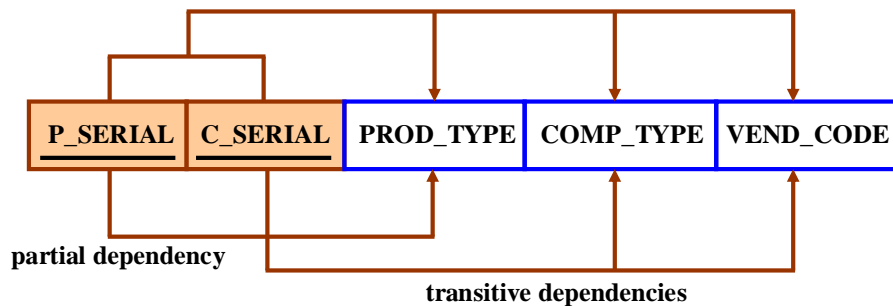 P_SERIAL C_SERIAL PROD_TYPE COMP_TYPE VEND_CODE
partial dependency
transitive dependencies